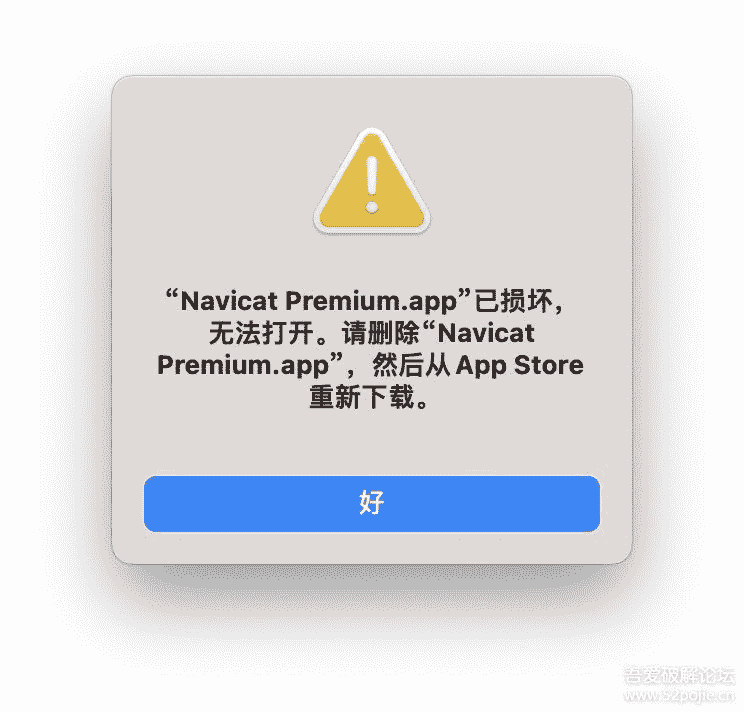 “Navicat Premium.app”已损坏，
无法打开。请删除“Navicat
Premium.app”，然后从 App Store
重新下载。
好
吾爱破解论坛
www.52pojie.cn